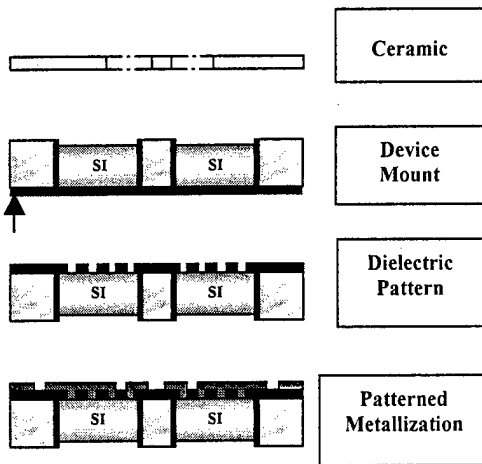 Ceramic
SI SI
Device
Mount
SI SI
Dielectric
Pattern
SI SI
Patterned
Metallization